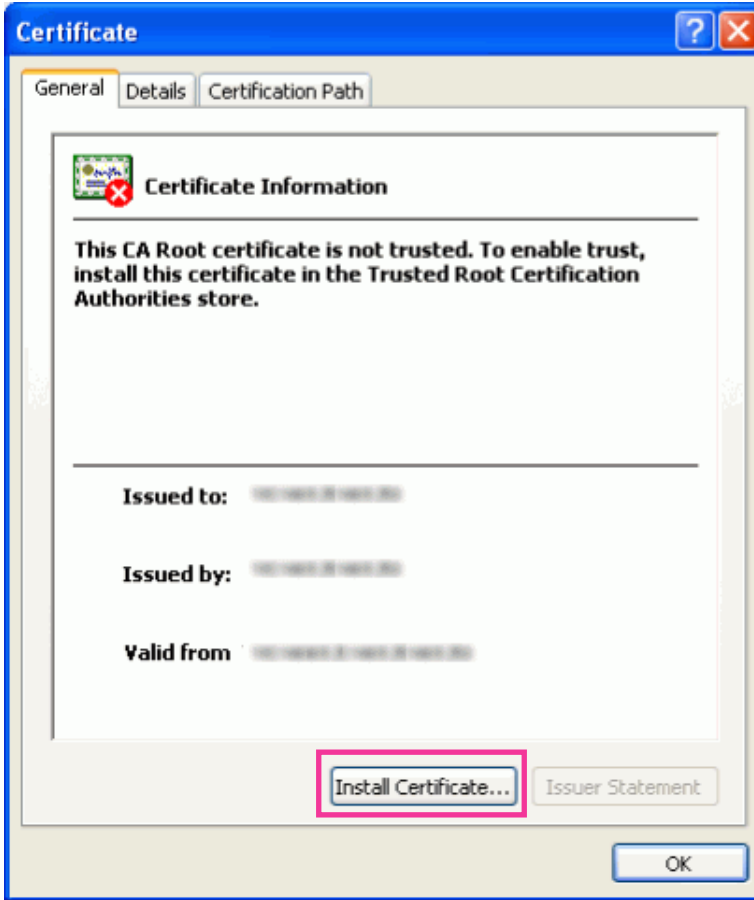 Certificate
General Details Certification Path
Certificate Information
This CA Root certificate is not trusted. To enable trust,
install this certificate in the Trusted Root Certification
Authorities store.
Issued to:
Issued by:
Valid from
Install Certificate... Issuer Statement
OK